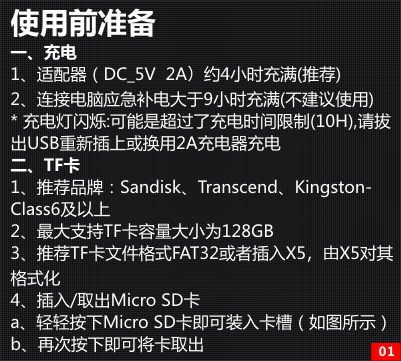 使用前准备
一、充电
1、适配器（DC_5V 2A）约4小时充满(推荐)
2、连接电脑应急补电大于9小时充满(不建议使用)
* 充电灯闪烁:可能是超过了充电时间限制(10H),请拔
出USB重新插上或换用2A充电器充电
二、TF卡
1、推荐品牌：Sandisk、Transcend、Kingston-
Class6及以上
2、最大支持TF卡容量大小为128GB
3、推荐TF卡文件格式FAT32或者插入X5，由X5对其
格式化
4、插入/取出Micro SD卡
a、轻轻按下Micro SD卡即可装入卡槽（如图所示）
b、再次按下即可将卡取出
01